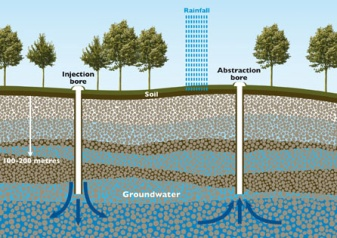 Rainfall
Injection
bore
Abstraction
bore
Soil
100-200 metres
Groundwater